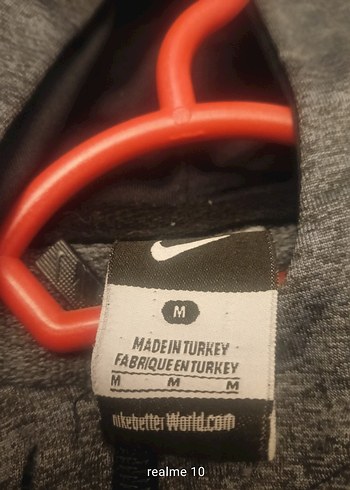 M
MADE IN TURKEY
FABRIQUE EN TURKEY
M M M
nikebetterWorld.com
realme 10